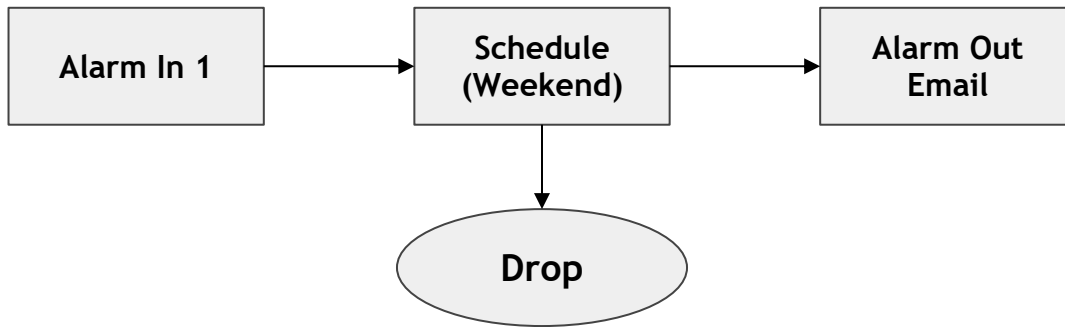 Alarm In 1
Schedule
(Weekend)
Alarm Out
Email
Drop